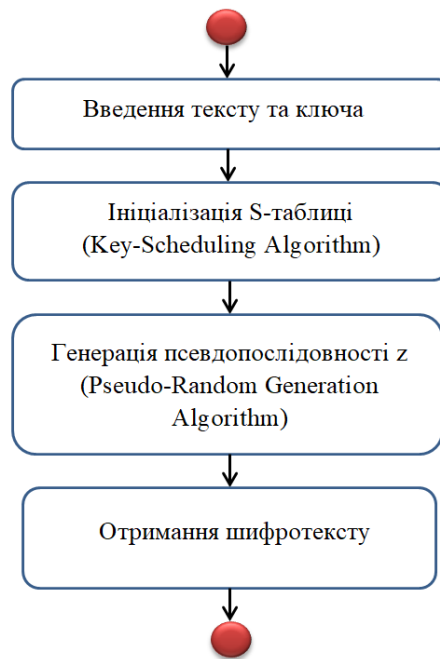 Введення тексту та ключа
Ініціалізація S-таблиці
(Key-Scheduling Algorithm)
Генерація псевдопослідовності z
(Pseudo-Random Generation
Algorithm)
Отримання шифротексту